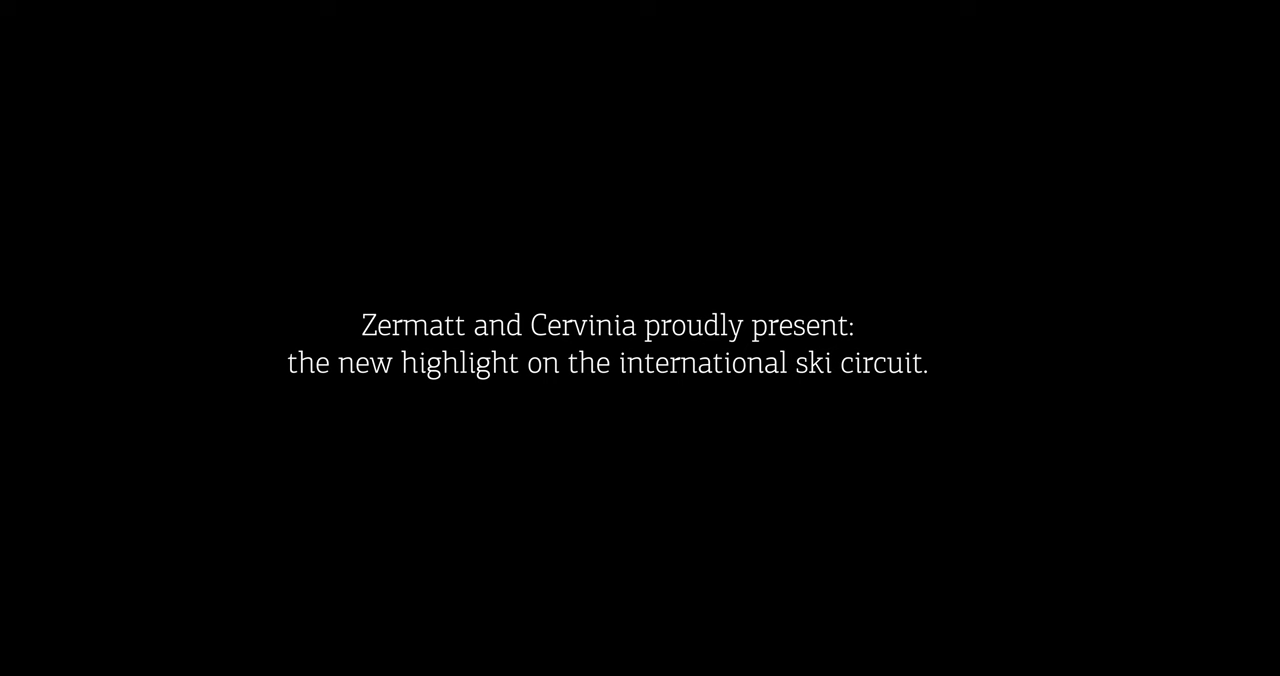 Zermatt and Cervinia proudly present:
the new highlight on the international ski circuit.